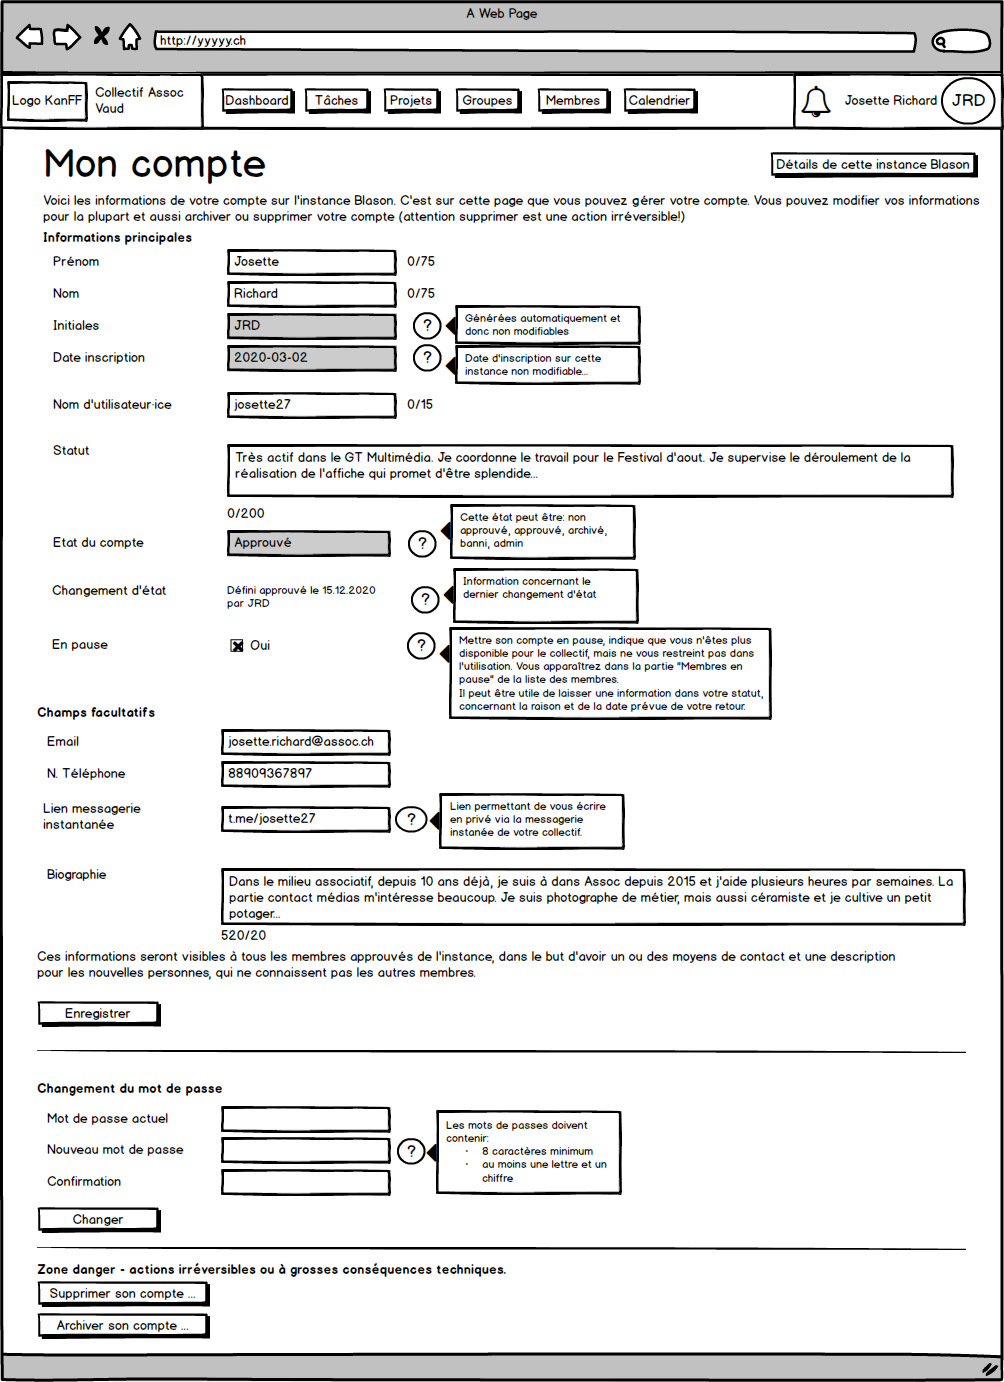 A Web Page
http://yyyyy.ch
Logo KanFF
Collectif Assoc
Vaud
Dashboard
Tâches
Projets
Groupes
Membres
Calendrier
Josette Richard
JRD
Mon compte
Détails de cette instance Blason
Voici les informations de votre compte sur l'instance Blason. C'est sur cette page que vous pouvez gérer votre compte. Vous pouvez modifier vos informations
pour la plupart et aussi archiver ou supprimer votre compte (attention supprimer est une action irréversible!)
Informations principales
Prénom
Josette
0/75
Nom
Richard
0/75
Initiales
JRD
?
Générées automatiquement et
donc non modifiables
Date inscription
2020-03-02
?
Date d'inscription sur cette
instance non modifiable...
Nom d'utilisateur·ice
josette27
0/15
Statut
Très actif dans le GT Multimédia. Je coordonne le travail pour le Festival d'aout. Je supervise le déroulement de la
réalisation de l'affiche qui promet d'être splendide...
0/200
Etat du compte
Approuvé
?
Cette état peut être: non
approuvé, approuvé, archivé,
banni, admin
Changement d'état
Défini approuvé le 15.12.2020
par JRD
?
Information concernant le
dernier changement d'état
En pause
Oui
?
Mettre son compte en pause, indique que vous n'êtes plus
disponible pour le collectif, mais ne vous restreint pas dans
l'utilisation. Vous apparaîtrez dans la partie "Membres en
pause" de la liste des membres.
Il peut être utile de laisser une information dans votre statut,
concernant la raison et de la date prévue de votre retour.
Champs facultatifs
Email
josette.richard@assoc.ch
N. Téléphone
88909367897
Lien messagerie
instantanée
t.me/josette27
?
Lien permettant de vous écrire
en privé via la messagerie
instanée de votre collectif.
Biographie
Dans le milieu associatif, depuis 10 ans déjà, je suis à dans Assoc depuis 2015 et j'aide plusieurs heures par semaines. La
partie contact médias m'intéresse beaucoup. Je suis photographe de métier, mais aussi céramiste et je cultive un petit
potager...
520/20
Ces informations seront visibles à tous les membres approuvés de l'instance, dans le but d'avoir un ou des moyens de contact et une description
pour les nouvelles personnes, qui ne connaissent pas les autres membres.
Enregistrer
Changement du mot de passe
Mot de passe actuel
Nouveau mot de passe
?
Les mots de passes doivent
contenir:
· 8 caractères minimum
· au moins une lettre et un
chiffre
Confirmation
Changer
Zone danger - actions irréversibles ou à grosses conséquences techniques.
Supprimer son compte ...
Archiver son compte ...